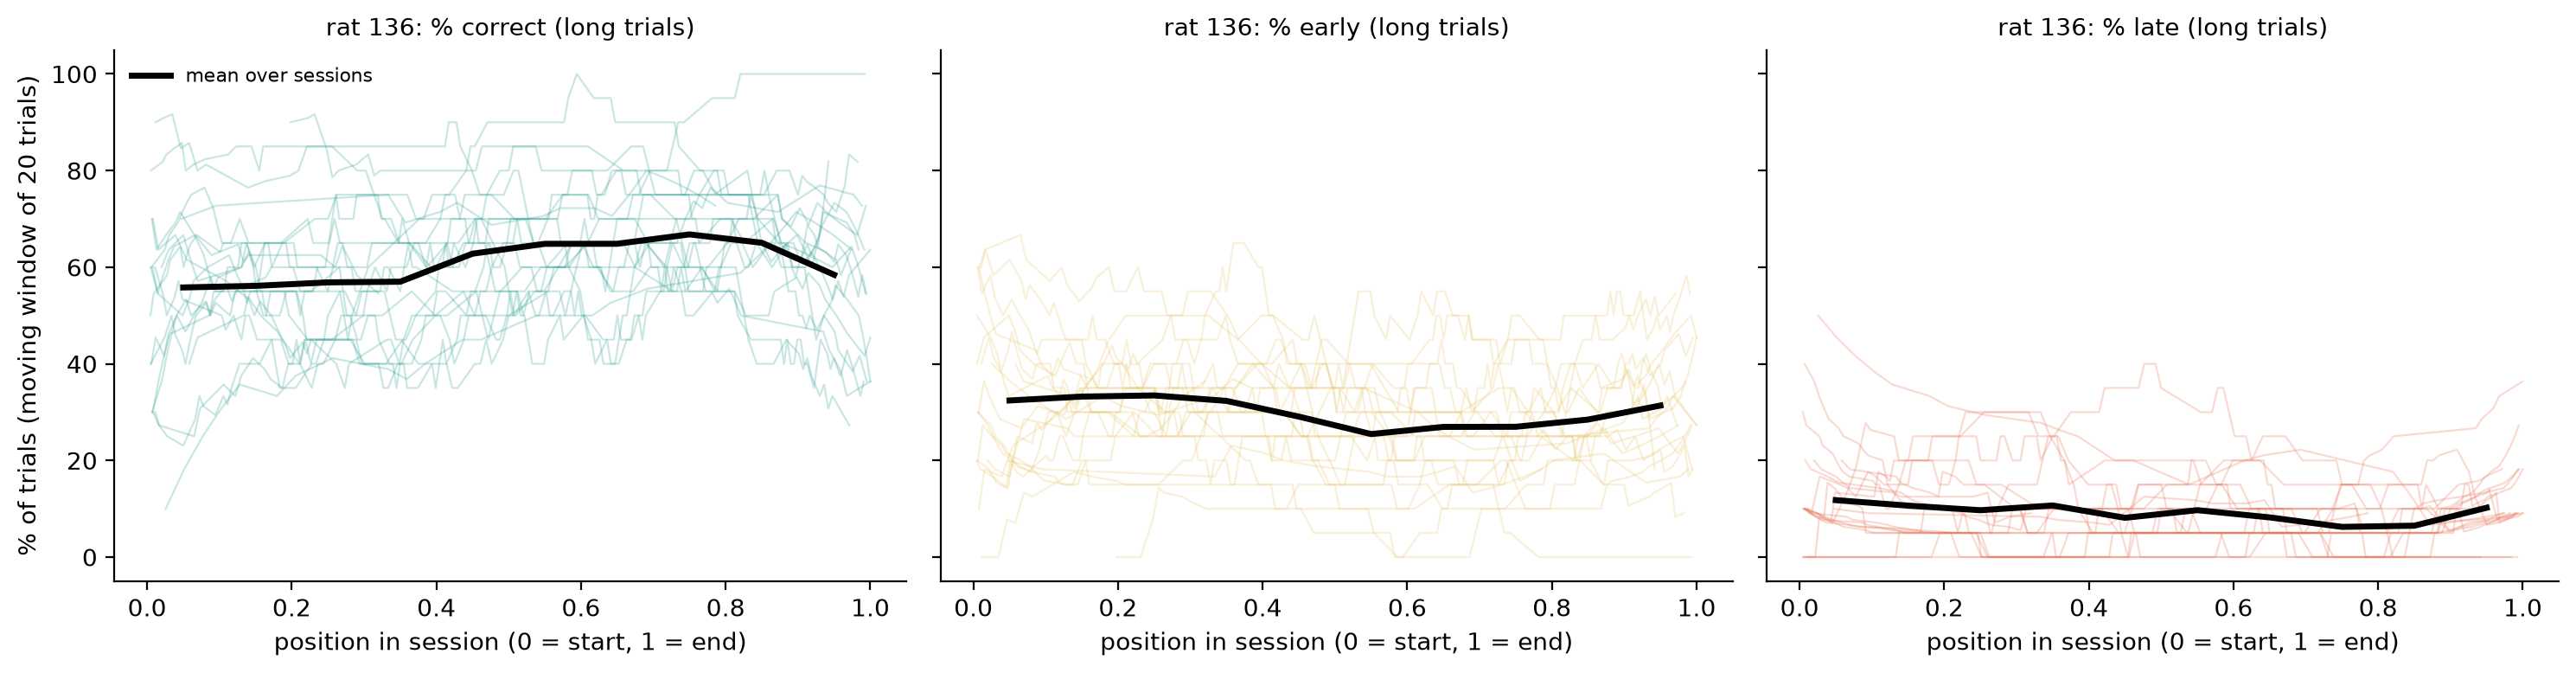 rat 136: % correct (long trials)
rat 136: % early (long trials)
rat 136: % late (long trials)
% of trials (moving window of 20 trials)
100
80
60
40
20
0
mean over sessions
0.0 0.2 0.4 0.6 0.8 1.0
0.0 0.2 0.4 0.6 0.8 1.0
0.0 0.2 0.4 0.6 0.8 1.0
position in session (0 = start, 1 = end)
position in session (0 = start, 1 = end)
position in session (0 = start, 1 = end)